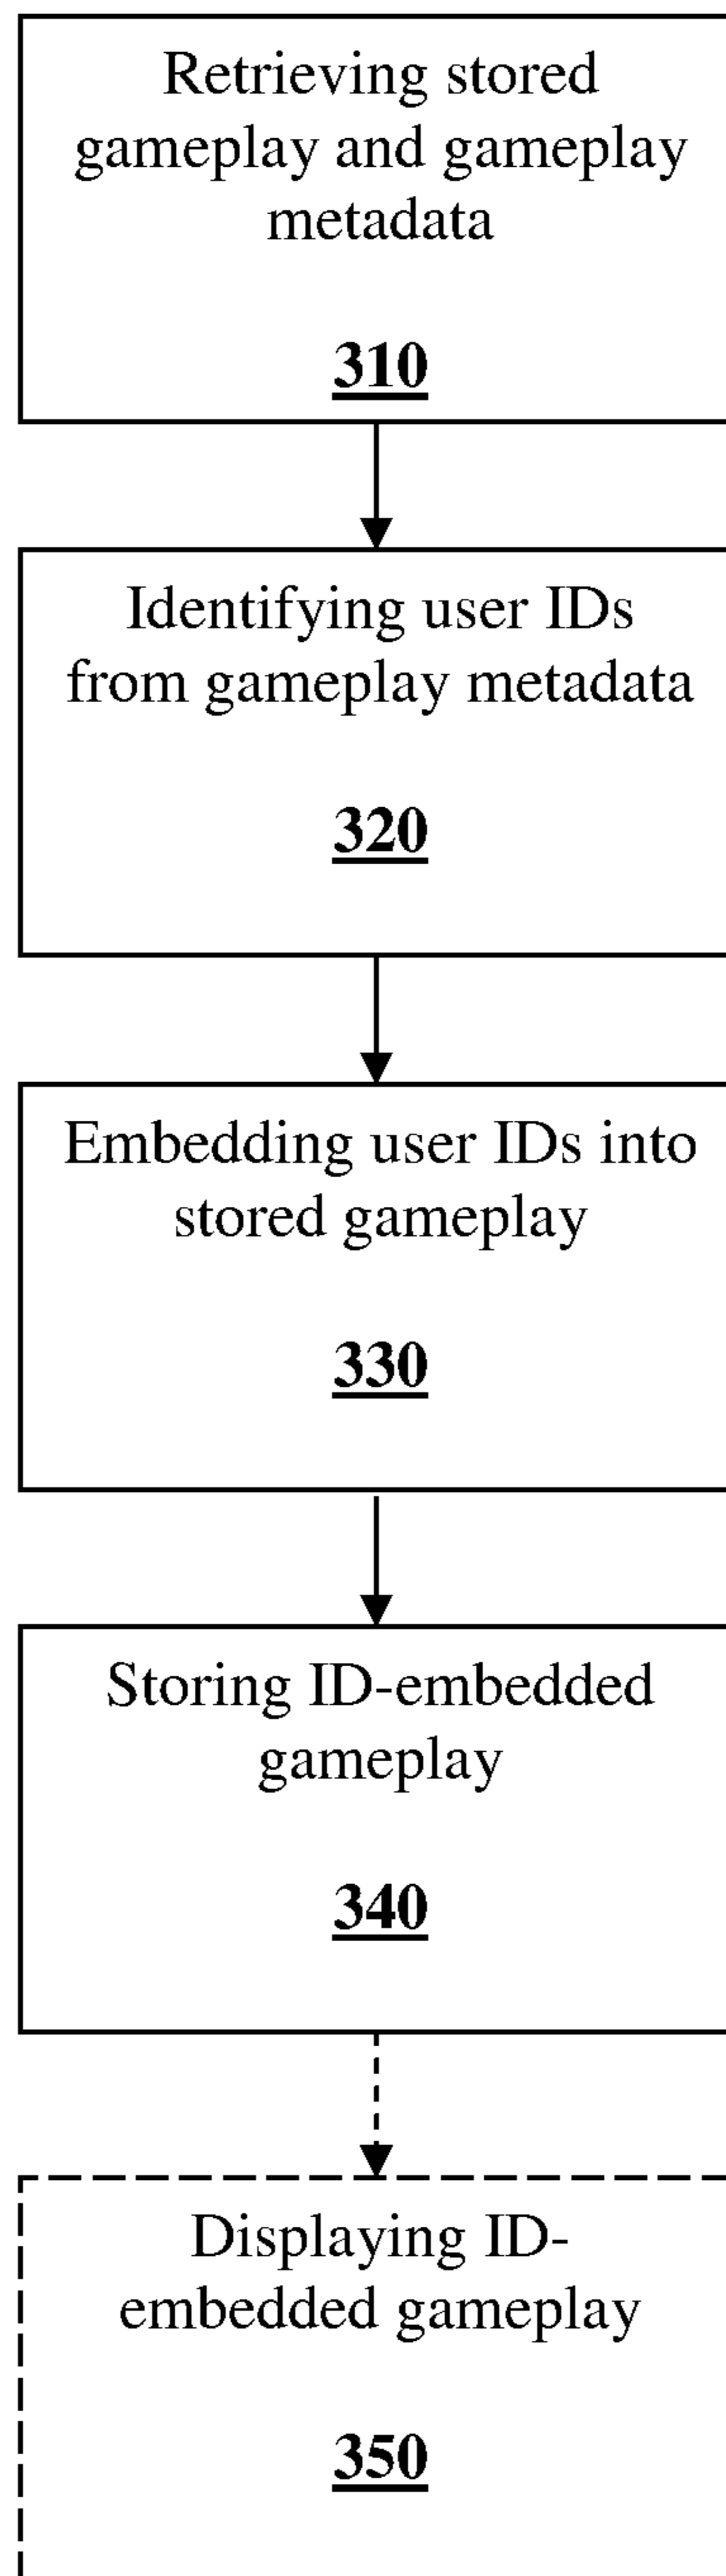 Retrieving stored
gameplay and gameplay
metadata
310
Identifying user IDs
from gameplay metadata
320
Embedding user IDs into
stored gameplay
330
Storing ID-embedded
gameplay
340
Displaying ID-
embedded gameplay
350